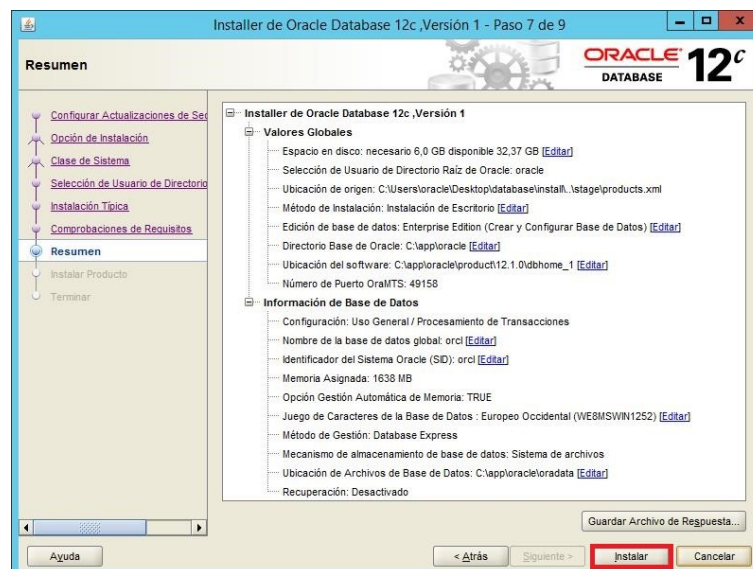 Installer de Oracle Database 12c ,Versión 1 - Paso 7 de 9
Resumen
ORACLE
DATABASE
12c
Configurar Actualizaciones de Seg
Opción de Instalación
Clase de Sistema
Selección de Usuario de Directorio
Instalación Típica
Comprobaciones de Requisitos
Resumen
Instalar Producto
Terminar
Installer de Oracle Database 12c ,Versión 1
Valores Globales
Espacio en disco: necesario 6,0 GB disponible 32,37 GB [Editar]
Selección de Usuario de Directorio Raíz de Oracle: oracle
Ubicación de origen: C:\Users\oracle\Desktop\database\install\..\stage\products.xml
Método de Instalación: Instalación de Escritorio [Editar]
Edición de base de datos: Enterprise Edition (Crear y Configurar Base de Datos) [Editar]
Directorio Base de Oracle: C:\app\oracle [Editar]
Ubicación del software: C:\app\oracle\product\12.1.0\dbhome_1 [Editar]
Número de Puerto OraMTS: 49158
Información de Base de Datos
Configuración: Uso General / Procesamiento de Transacciones
Nombre de la base de datos global: orcl [Editar]
Identificador del Sistema Oracle (SID): orcl [Editar]
Memoria Asignada: 1638 MB
Opción Gestión Automática de Memoria: TRUE
Juego de Caracteres de la Base de Datos : Europeo Occidental (WE8MSWIN1252) [Editar]
Método de Gestión: Database Express
Mecanismo de almacenamiento de base de datos: Sistema de archivos
Ubicación de Archivos de Base de Datos: C:\app\oracle\oradata [Editar]
Recuperación: Desactivado
Guardar Archivo de Respuesta...
Ayuda
< Atrás
Siguiente >
Instalar
Cancelar